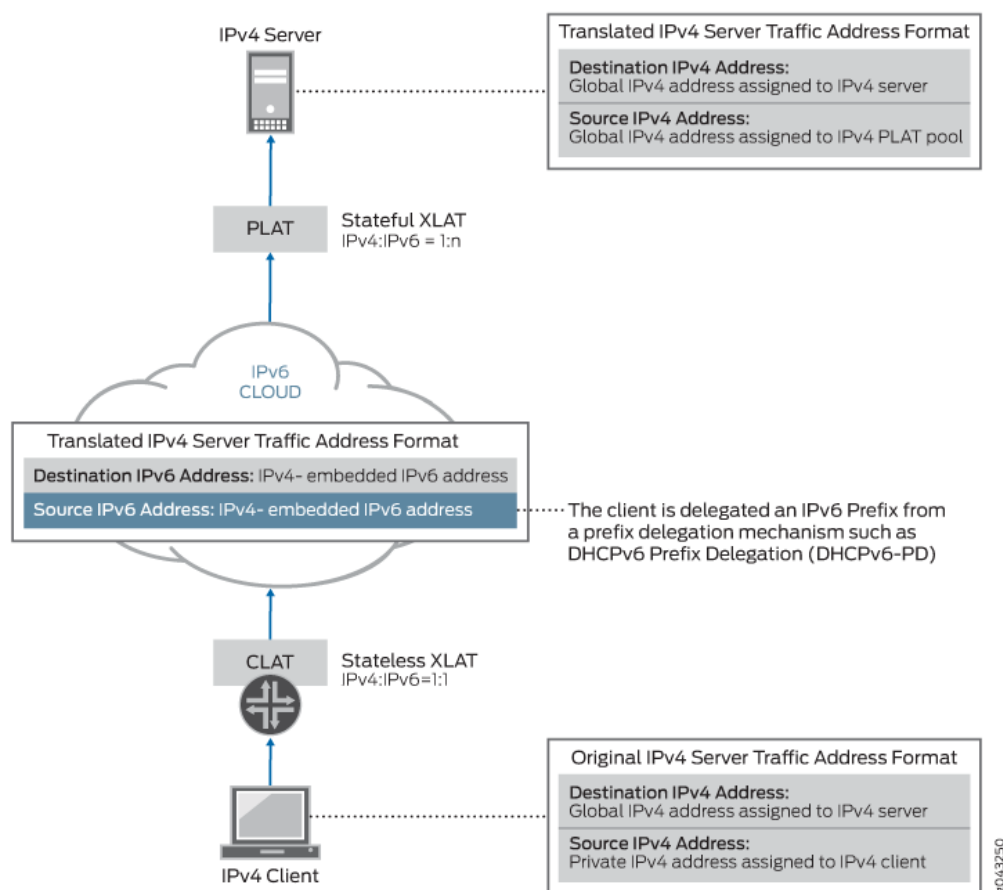 IPv4 Server
Translated IPv4 Server Traffic Address Format
Destination IPv4 Address:
Global IPv4 address assigned to IPv4 server
Source IPv4 Address:
Global IPv4 address assigned to IPv4 PLAT pool
PLAT
Stateful XLAT
IPv4:IPv6 = 1:n
IPv6
CLOUD
Translated IPv4 Server Traffic Address Format
Destination IPv6 Address: IPv4- embedded IPv6 address
Source IPv6 Address: IPv4- embedded IPv6 address
The client is delegated an IPv6 Prefix from
a prefix delegation mechanism such as
DHCPv6 Prefix Delegation (DHCPv6-PD)
CLAT
Stateless XLAT
IPv4:IPv6=1:1
Original IPv4 Server Traffic Address Format
Destination IPv4 Address:
Global IPv4 address assigned to IPv4 server
Source IPv4 Address:
Private IPv4 address assigned to IPv4 client
IPv4 Client